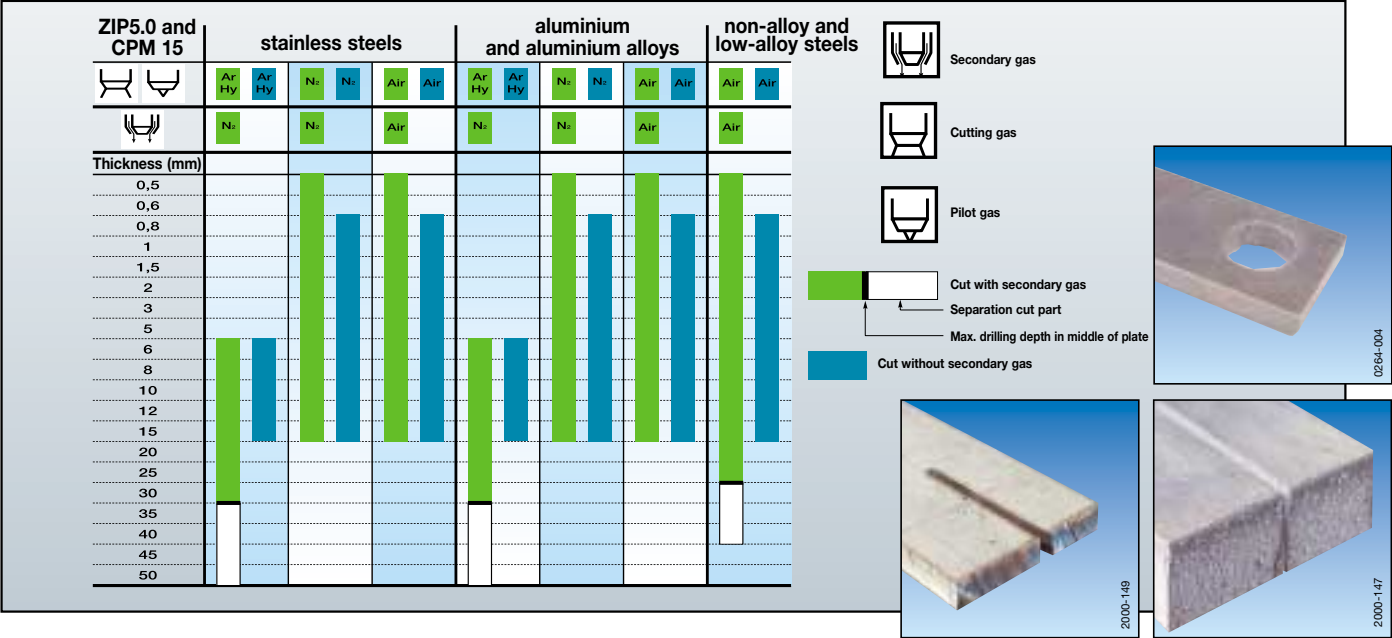 ZIP5.0 and
CPM 15
stainless steels
aluminium
and aluminium alloys
non-alloy and
low-alloy steels
Ar
Hy
Ar
Hy
N₂
N₂
Air
Air
Ar
Hy
Ar
Hy
N₂
N₂
Air
Air
Air
Air
N₂
N₂
Air
N₂
N₂
Air
Air
Thickness (mm)
0,5
0,6
0,8
1
1,5
2
3
5
6
8
10
12
15
20
25
30
35
40
45
50
Secondary gas
Cutting gas
Pilot gas
Cut with secondary gas
Separation cut part
Max. drilling depth in middle of plate
Cut without secondary gas
0264-004
2000-149
2000-147